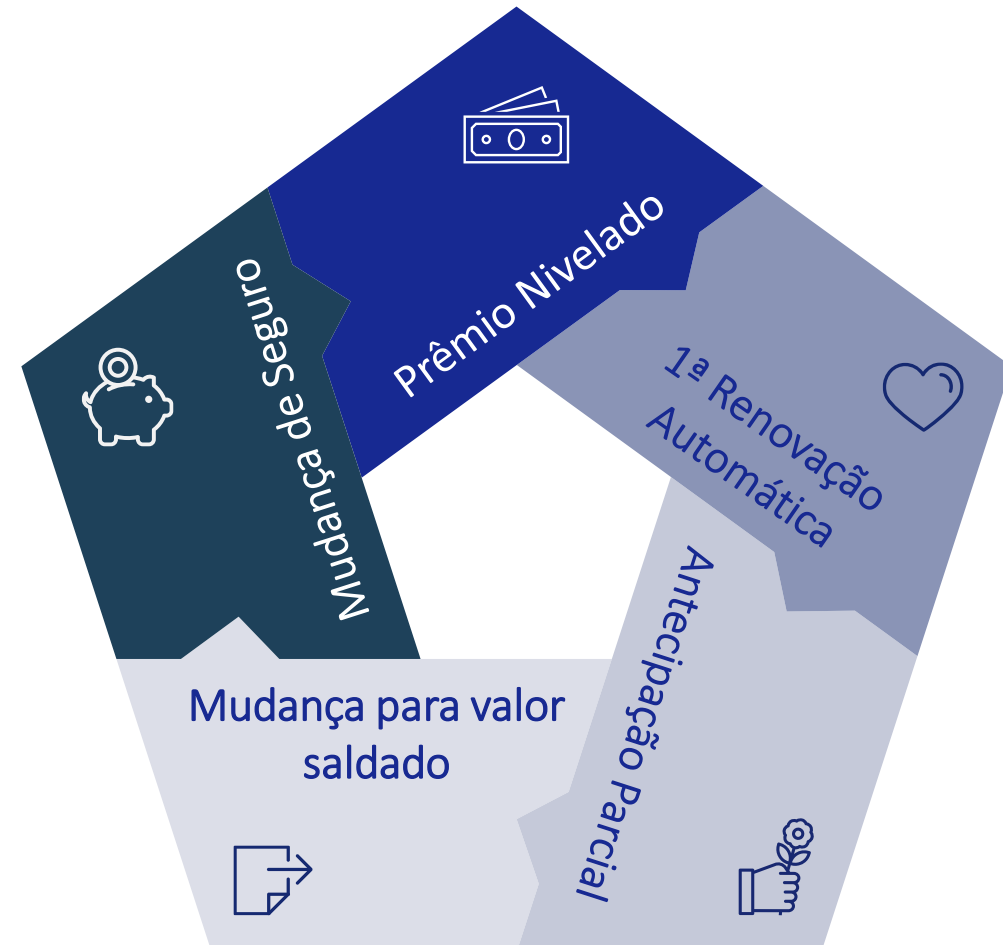 Prêmio Nivelado
1ª Renovação
Automática
Antecipação Parcial
Mudança para valor
saldado
Mudança de Seguro